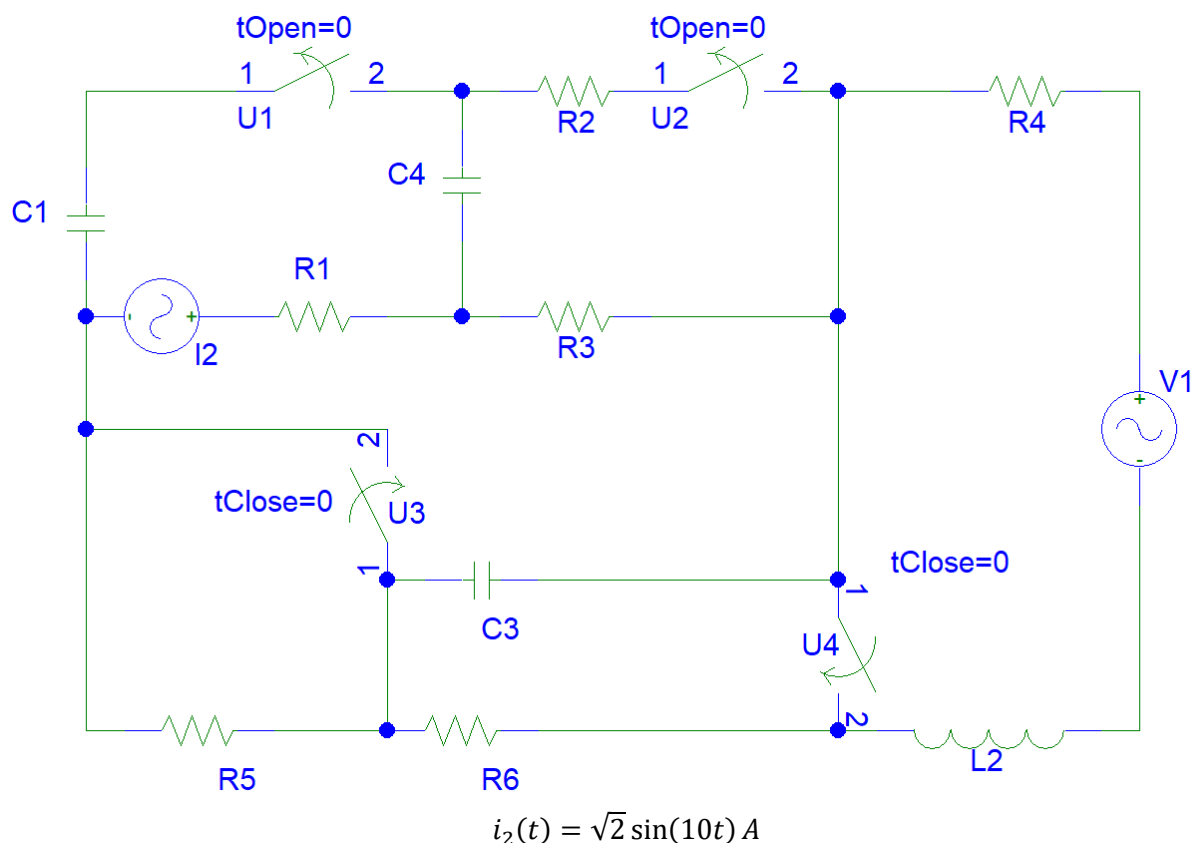 tOpen=0
tOpen=0
1
2
1
2
U1
R2
U2
R4
C4
C1
R1
-
+
I2
R3
V1
+
-
2
tClose=0
U3
1
tClose=0
1
C3
U4
2
L2
R5
R6
i₂(t) = √2 sin(10t) A